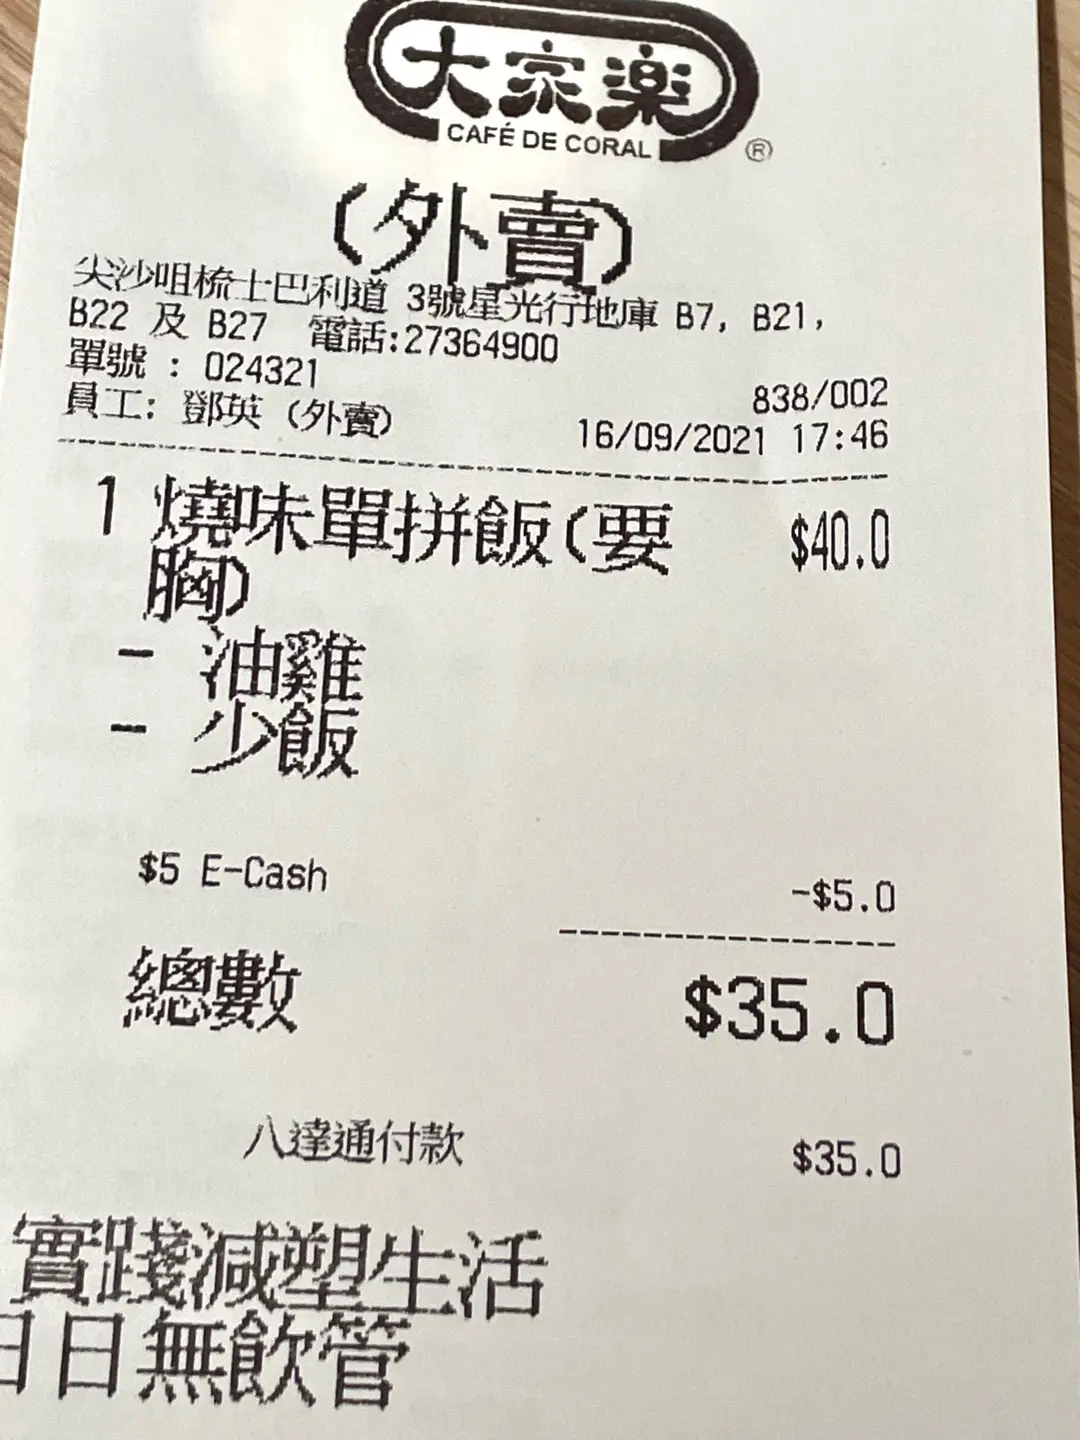 大家樂
CAFÉ DE CORAL ®
(外賣)
尖沙咀梳士巴利道 3號星光行地庫 B7, B21,
B22 及 B27 電話:27364900
單號 : 024321
838/002
員工: 鄧英 (外賣)
16/09/2021 17:46
1 燒味單拼飯(要 $40.0
胸)
- 油雞
- 少飯
$5 E-Cash -$5.0
總數 $35.0
八達通付款 $35.0
實踐減塑生活
日日無飲管